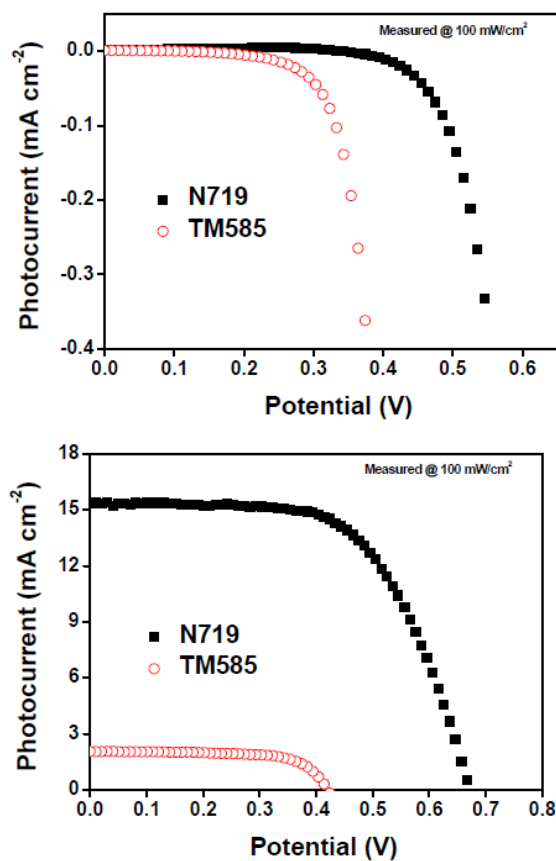 Measured @ 100 mW/cm²
0.0
-0.1
-0.2
-0.3
-0.4
Photocurrent (mA cm⁻²)
N719
TM585
0.0 0.1 0.2 0.3 0.4 0.5 0.6
Potential (V)
Measured @ 100 mW/cm²
18
15
12
9
6
3
0
Photocurrent (mA cm⁻²)
N719
TM585
0.0 0.1 0.2 0.3 0.4 0.5 0.6 0.7 0.8
Potential (V)